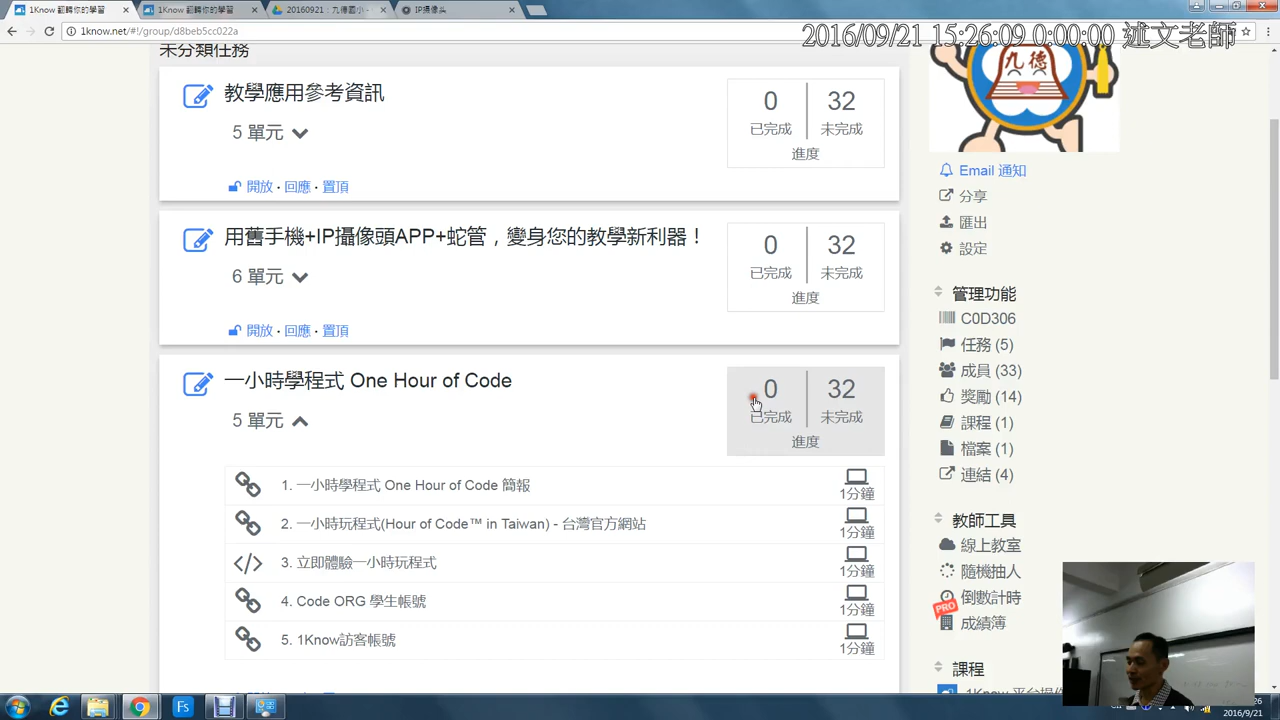 1Know 翻轉你的學習
1Know 翻轉你的學習
20160921：九德國小 -
IP摄像头
1know.net/#!/group/d8beb5cc022a
2016/09/21 15:26:09 0:00:00 述文老師
未分類任務
教學應用參考資訊
5 單元
0 32
已完成 未完成
進度
開放 · 回應 · 置頂
用舊手機+IP攝像頭APP+蛇管，變身您的教學新利器！
6 單元
0 32
已完成 未完成
進度
開放 · 回應 · 置頂
一小時學程式 One Hour of Code
5 單元
0 32
已完成 未完成
進度
1. 一小時學程式 One Hour of Code 簡報
1分鐘
2. 一小時玩程式(Hour of Code™ in Taiwan) - 台灣官方網站
1分鐘
3. 立即體驗一小時玩程式
1分鐘
4. Code ORG 學生帳號
1分鐘
5. 1Know訪客帳號
1分鐘
九德
Email 通知
分享
匯出
設定
管理功能
C0D306
任務 (5)
成員 (33)
獎勵 (14)
課程 (1)
檔案 (1)
連結 (4)
教師工具
線上教室
隨機抽人
倒數計時
PRO
成績簿
課程
Fs
2016/9/21